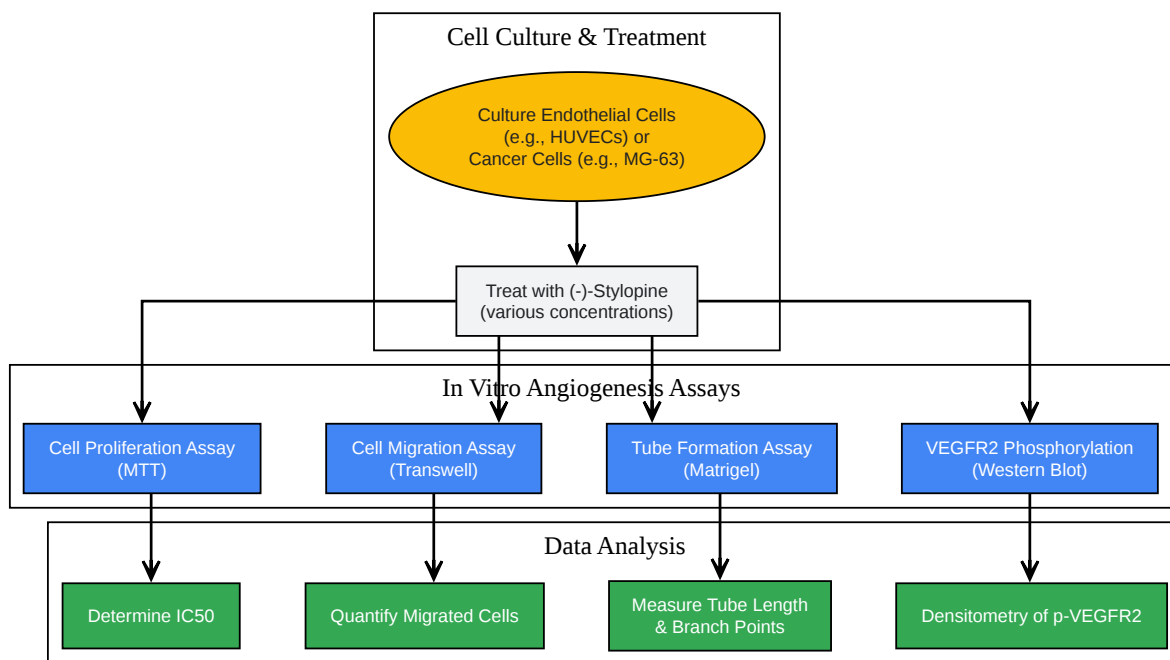 Cell Culture & Treatment
Culture Endothelial Cells
(e.g., HUVECs) or
Cancer Cells (e.g., MG-63)
Treat with (-)-Stylopine
(various concentrations)
In Vitro Angiogenesis Assays
Cell Proliferation Assay
(MTT)
Cell Migration Assay
(Transwell)
Tube Formation Assay
(Matrigel)
VEGFR2 Phosphorylation
(Western Blot)
Data Analysis
Determine IC50
Quantify Migrated Cells
Measure Tube Length
& Branch Points
Densitometry of p-VEGFR2